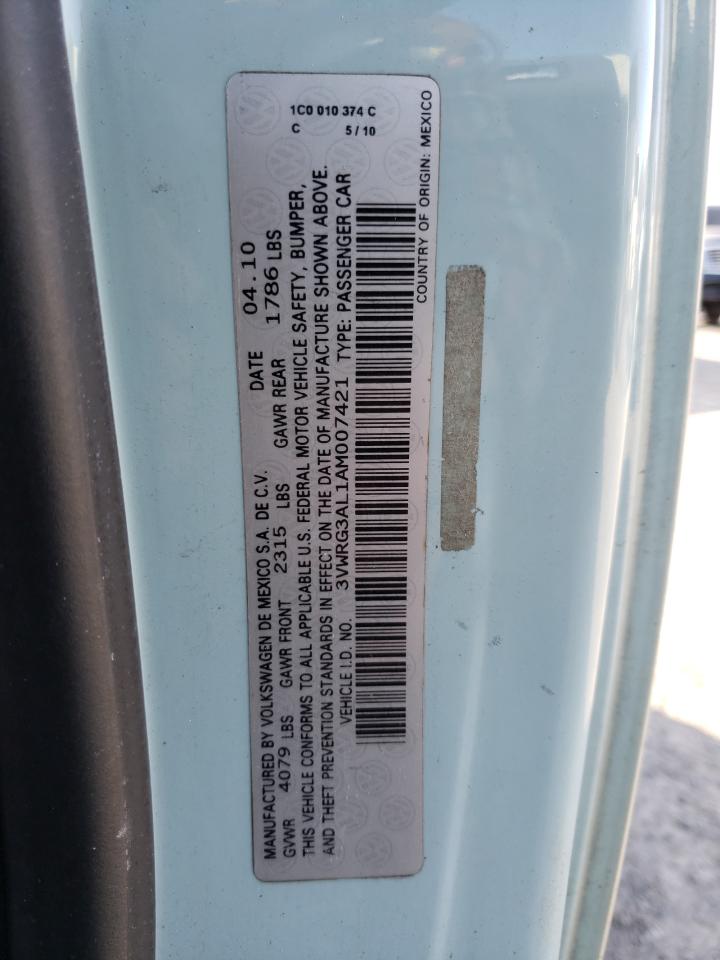 1C0 010 374 C
C 5/10
MANUFACTURED BY VOLKSWAGEN DE MEXICO S.A. DE C.V. DATE 04.10
GVWR 4079 LBS GAWR FRONT 2315 LBS GAWR REAR 1786 LBS
THIS VEHICLE CONFORMS TO ALL APPLICABLE U.S. FEDERAL MOTOR VEHICLE SAFETY, BUMPER,
AND THEFT PREVENTION STANDARDS IN EFFECT ON THE DATE OF MANUFACTURE SHOWN ABOVE.
VEHICLE I.D. NO. 3VWRG3AL1AM007421 TYPE: PASSENGER CAR
COUNTRY OF ORIGIN: MEXICO